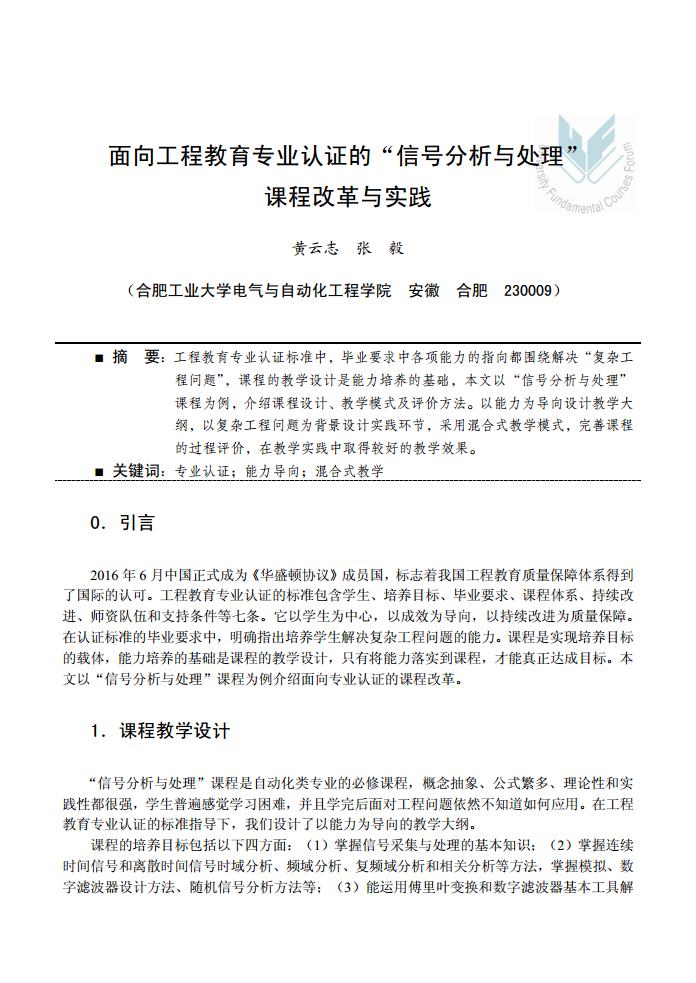 面向工程教育专业认证的“信号分析与处理”
课程改革与实践
University Fundamental Courses Forum
黄云志 张 毅
（合肥工业大学电气与自动化工程学院 安徽 合肥 230009）
■ 摘 要：工程教育专业认证标准中，毕业要求中各项能力的指向都围绕解决“复杂工
程问题”，课程的教学设计是能力培养的基础，本文以“信号分析与处理”
课程为例，介绍课程设计、教学模式及评价方法。以能力为导向设计教学大
纲，以复杂工程问题为背景设计实践环节，采用混合式教学模式，完善课程
的过程评价，在教学实践中取得较好的教学效果。
■ 关键词：专业认证；能力导向；混合式教学
0．引言
2016 年 6 月中国正式成为《华盛顿协议》成员国，标志着我国工程教育质量保障体系得到
了国际的认可。工程教育专业认证的标准包含学生、培养目标、毕业要求、课程体系、持续改
进、师资队伍和支持条件等七条。它以学生为中心，以成效为导向，以持续改进为质量保障。
在认证标准的毕业要求中，明确指出培养学生解决复杂工程问题的能力。课程是实现培养目标
的载体，能力培养的基础是课程的教学设计，只有将能力落实到课程，才能真正达成目标。本
文以“信号分析与处理”课程为例介绍面向专业认证的课程改革。
1．课程教学设计
“信号分析与处理”课程是自动化类专业的必修课程，概念抽象、公式繁多、理论性和实
践性都很强，学生普遍感觉学习困难，并且学完后面对工程问题依然不知道如何应用。在工程
教育专业认证的标准指导下，我们设计了以能力为导向的教学大纲。
课程的培养目标包括以下四方面：（1）掌握信号采集与处理的基本知识；（2）掌握连续
时间信号和离散时间信号时域分析、频域分析、复频域分析和相关分析等方法，掌握模拟、数
字滤波器设计方法、随机信号分析方法等；（3）能运用傅里叶变换和数字滤波器基本工具解